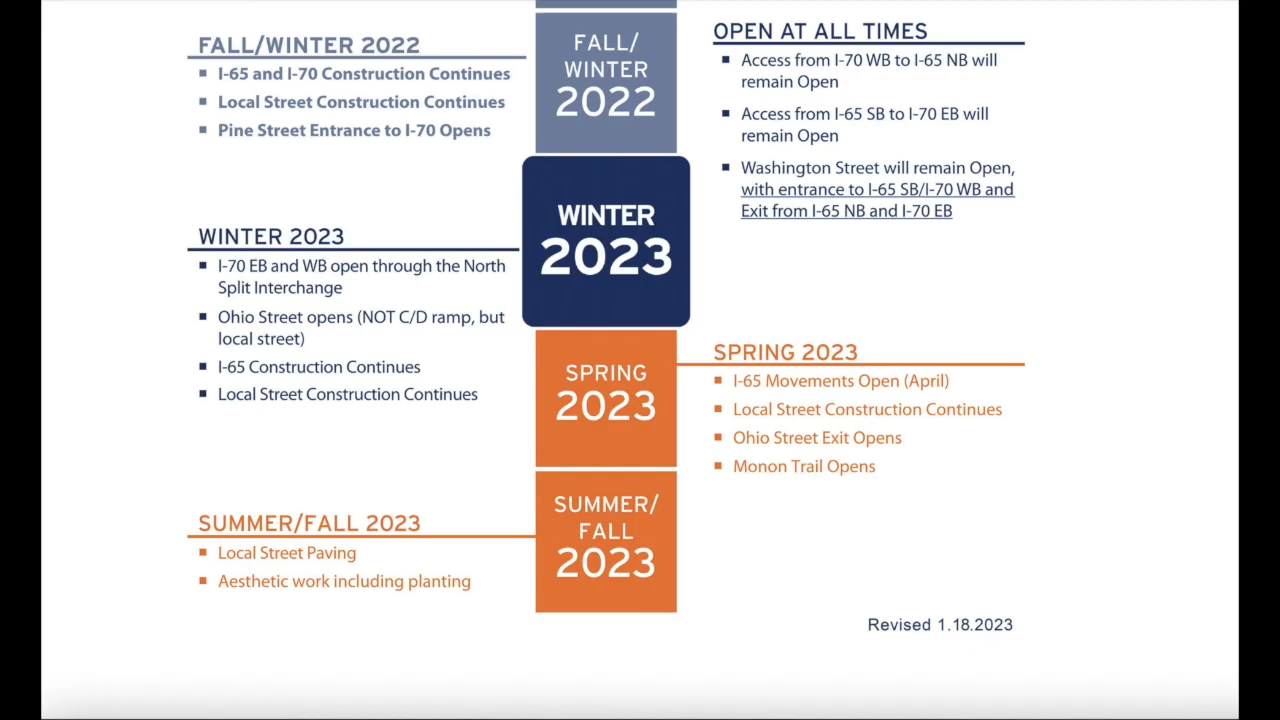 FALL/WINTER 2022
I-65 and I-70 Construction Continues
Local Street Construction Continues
Pine Street Entrance to I-70 Opens
FALL/
WINTER
2022
OPEN AT ALL TIMES
Access from I-70 WB to I-65 NB will
remain Open
Access from I-65 SB to I-70 EB will
remain Open
Washington Street will remain Open,
with entrance to I-65 SB/I-70 WB and
Exit from I-65 NB and I-70 EB
WINTER 2023
I-70 EB and WB open through the North
Split Interchange
Ohio Street opens (NOT C/D ramp, but
local street)
I-65 Construction Continues
Local Street Construction Continues
WINTER
2023
SPRING
2023
SPRING 2023
I-65 Movements Open (April)
Local Street Construction Continues
Ohio Street Exit Opens
Monon Trail Opens
SUMMER/FALL 2023
Local Street Paving
Aesthetic work including planting
SUMMER/
FALL
2023
Revised 1.18.2023